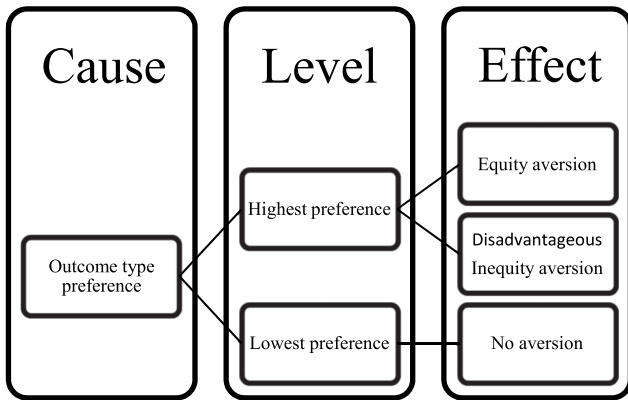 Cause
Level
Effect
Outcome type
preference
Highest preference
Lowest preference
Equity aversion
Disadvantageous
Inequity aversion
No aversion